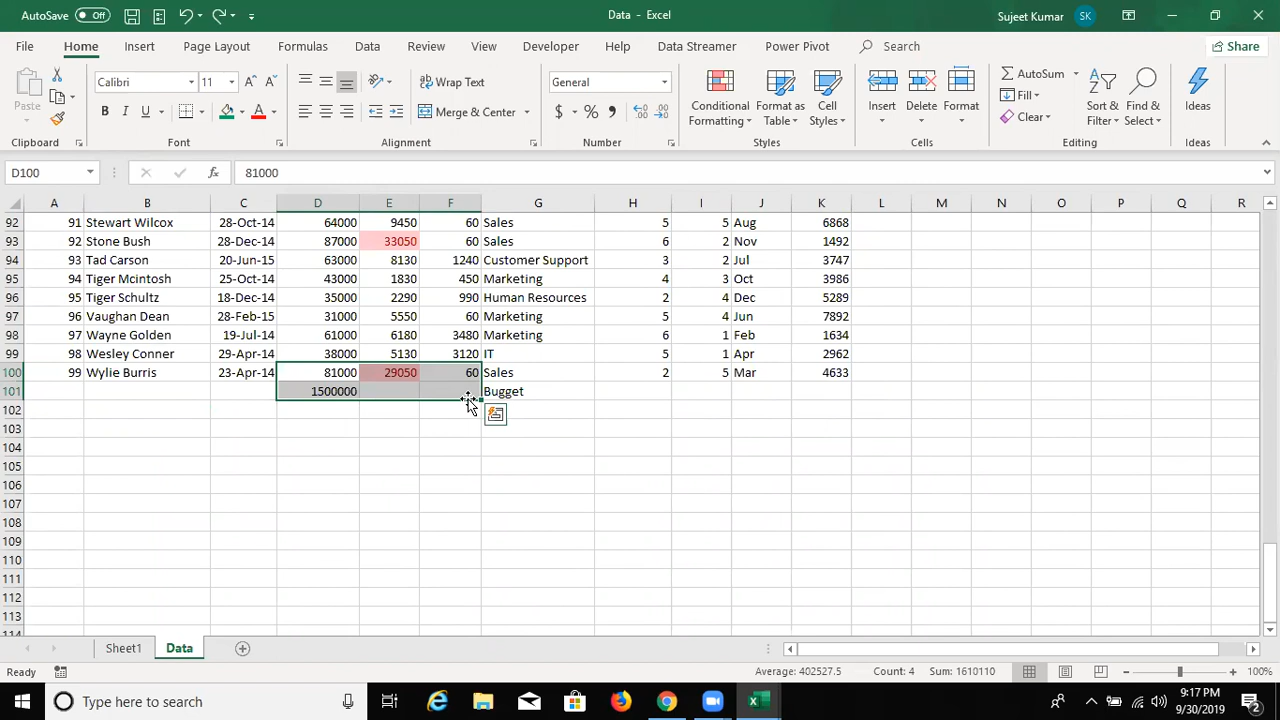 AutoSave Off Data - Excel Sujeet Kumar SK
File Home Insert Page Layout Formulas Data Review View Developer Help Data Streamer Power Pivot Search Share
Paste Calibri 11 Wrap Text General Conditional Formatting Format as Table Cell Styles Insert Delete Format AutoSum Fill Clear Sort & Filter Find & Select Ideas
B I U Merge & Center $ % ,
Clipboard Font Alignment Number Styles Cells Editing Ideas
D100 fx 81000
A B C D E F G H I J K L M N O P Q R
92 91 Stewart Wilcox 28-Oct-14 64000 9450 60 Sales 5 5 Aug 6868
93 92 Stone Bush 28-Dec-14 87000 33050 60 Sales 6 2 Nov 1492
94 93 Tad Carson 20-Jun-15 63000 8130 1240 Customer Support 3 2 Jul 3747
95 94 Tiger Mcintosh 25-Oct-14 43000 1830 450 Marketing 4 3 Oct 3986
96 95 Tiger Schultz 18-Dec-14 35000 2290 990 Human Resources 2 4 Dec 5289
97 96 Vaughan Dean 28-Feb-15 31000 5550 60 Marketing 5 4 Jun 7892
98 97 Wayne Golden 19-Jul-14 61000 6180 3480 Marketing 6 1 Feb 1634
99 98 Wesley Conner 29-Apr-14 38000 5130 3120 IT 5 1 Apr 2962
100 99 Wylie Burris 23-Apr-14 81000 29050 60 Sales 2 5 Mar 4633
101 1500000 Bugget
102
103
104
105
106
107
108
109
110
111
112
113
114
Sheet1 Data
Ready Average: 402527.5 Count: 4 Sum: 1610110 100%
Type here to search 9:17 PM
9/30/2019 2